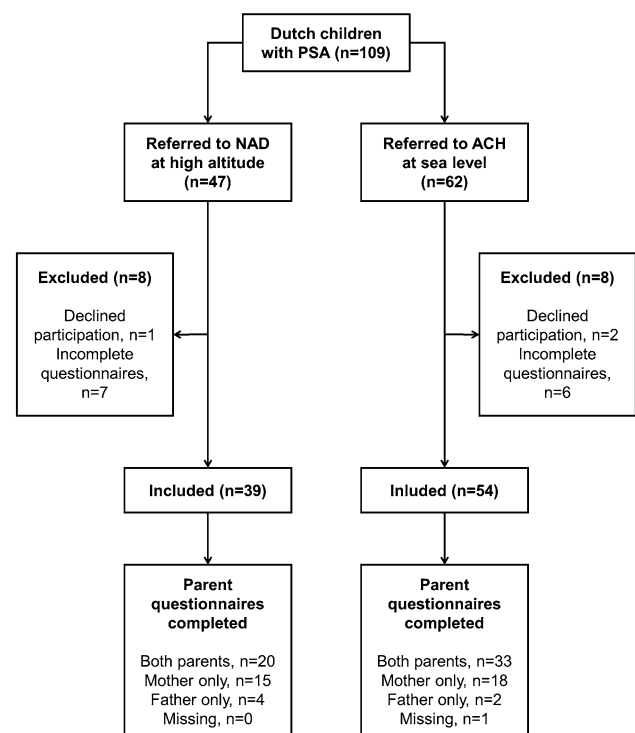 Dutch children
with PSA (n=109)
Referred to NAD
at high altitude
(n=47)
Referred to ACH
at sea level
(n=62)
Excluded (n=8)
Declined
participation, n=1
Incomplete
questionnaires,
n=7
Excluded (n=8)
Declined
participation, n=2
Incomplete
questionnaires,
n=6
Included (n=39)
Inluded (n=54)
Parent
questionnaires
completed
Both parents, n=20
Mother only, n=15
Father only, n=4
Missing, n=0
Parent
questionnaires
completed
Both parents, n=33
Mother only, n=18
Father only, n=2
Missing, n=1